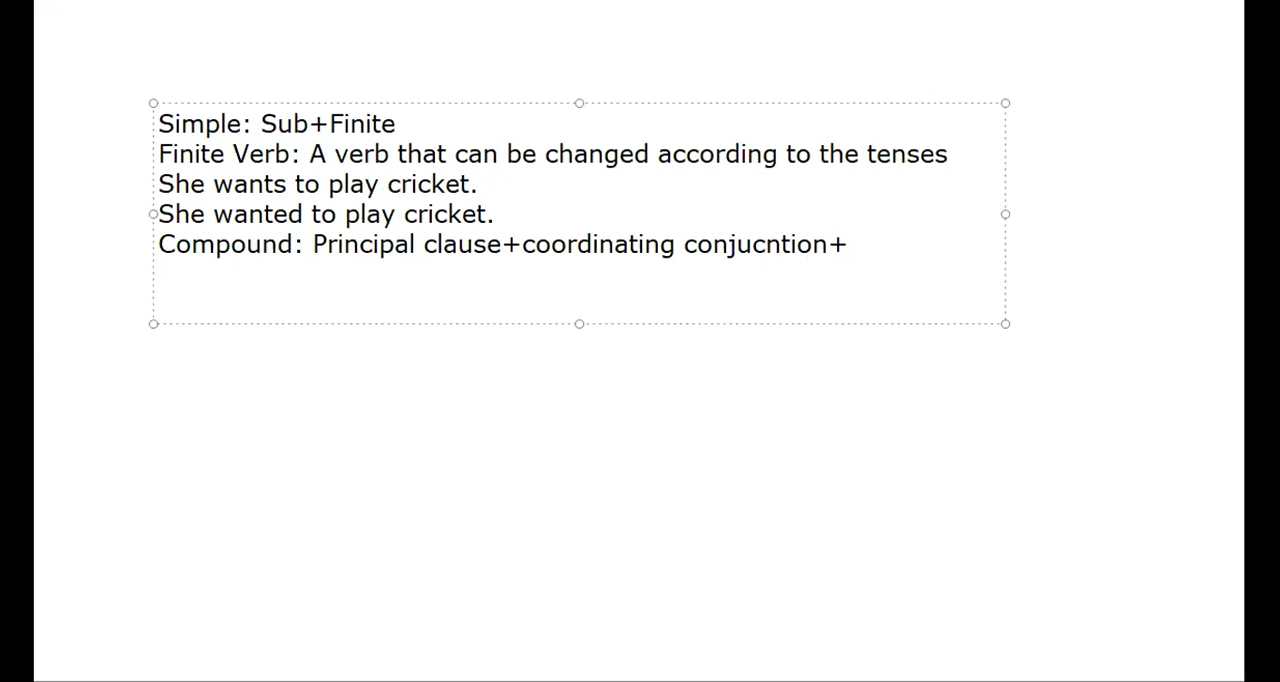 Simple: Sub+Finite
Finite Verb: A verb that can be changed according to the tenses
She wants to play cricket.
She wanted to play cricket.
Compound: Principal clause+coordinating conjucntion+